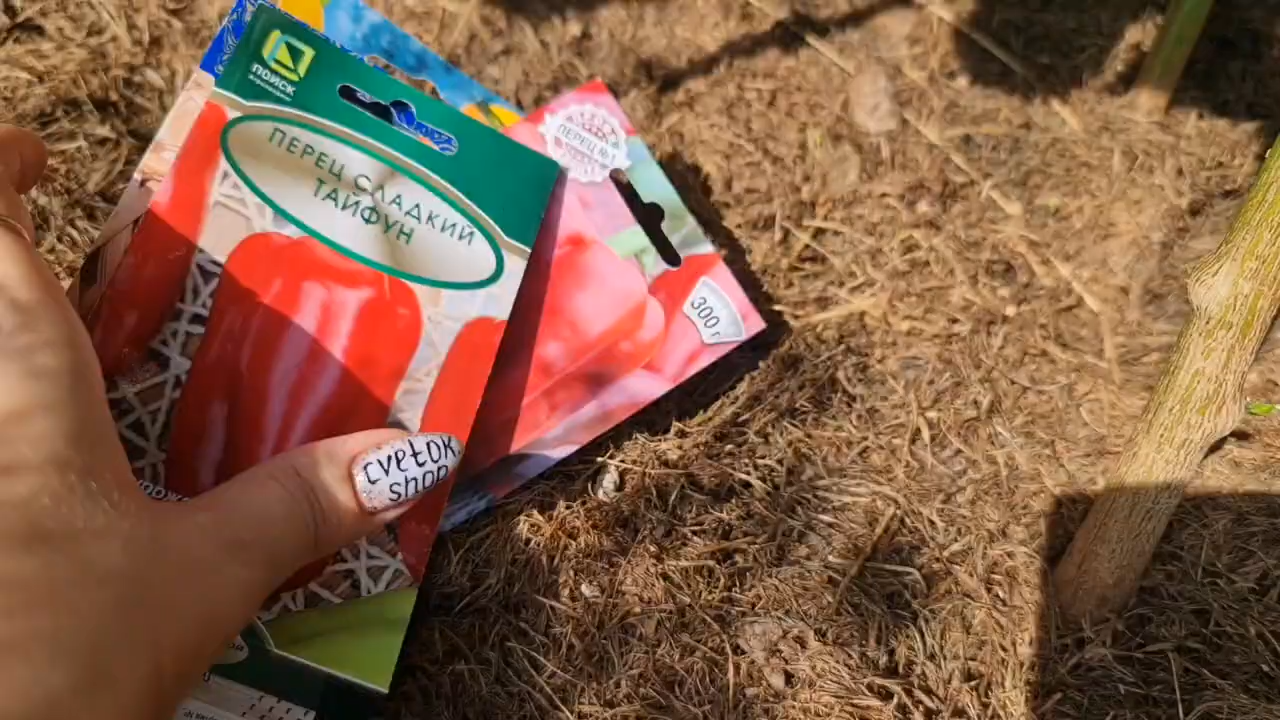 ПОИСК
ПЕРЕЦ СЛАДКИЙ
ТАЙФУН
ПЕРЕЦ №1
300 г
cvetok
shop